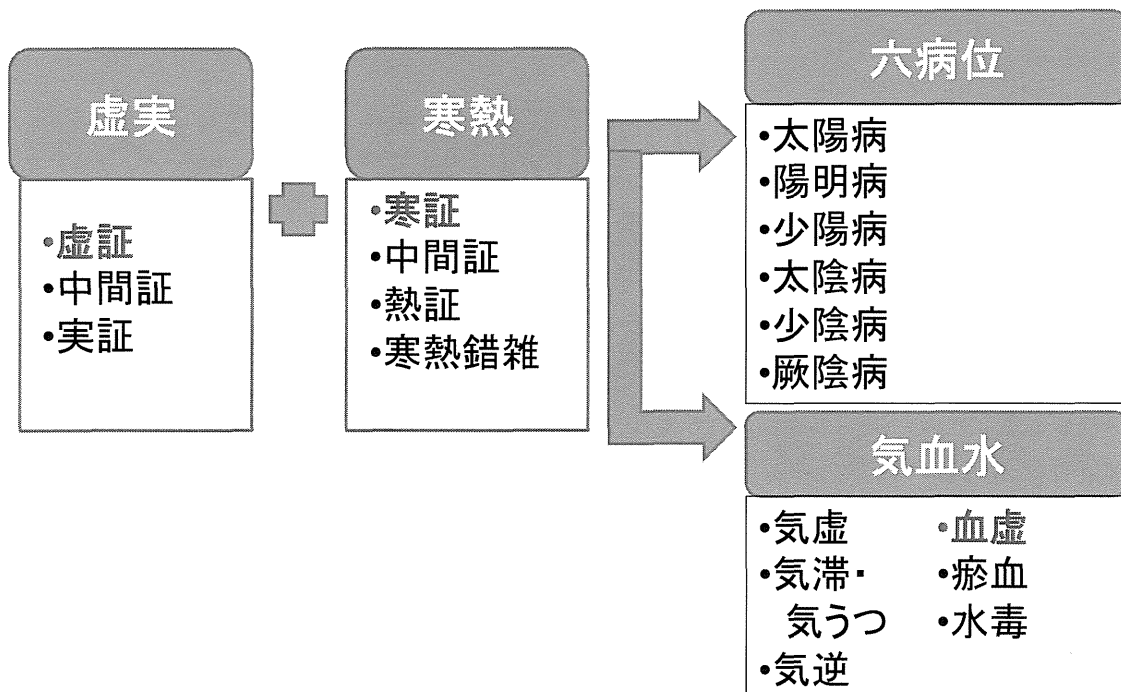 虚実
•虚証
•中間証
•実証
寒熱
•寒証
•中間証
•熱証
•寒熱錯雑
六病位
•太陽病
•陽明病
•少陽病
•太陰病
•少陰病
•厥陰病
気血水
•気虚
•気滞・
気うつ
•気逆
•血虚
•瘀血
•水毒